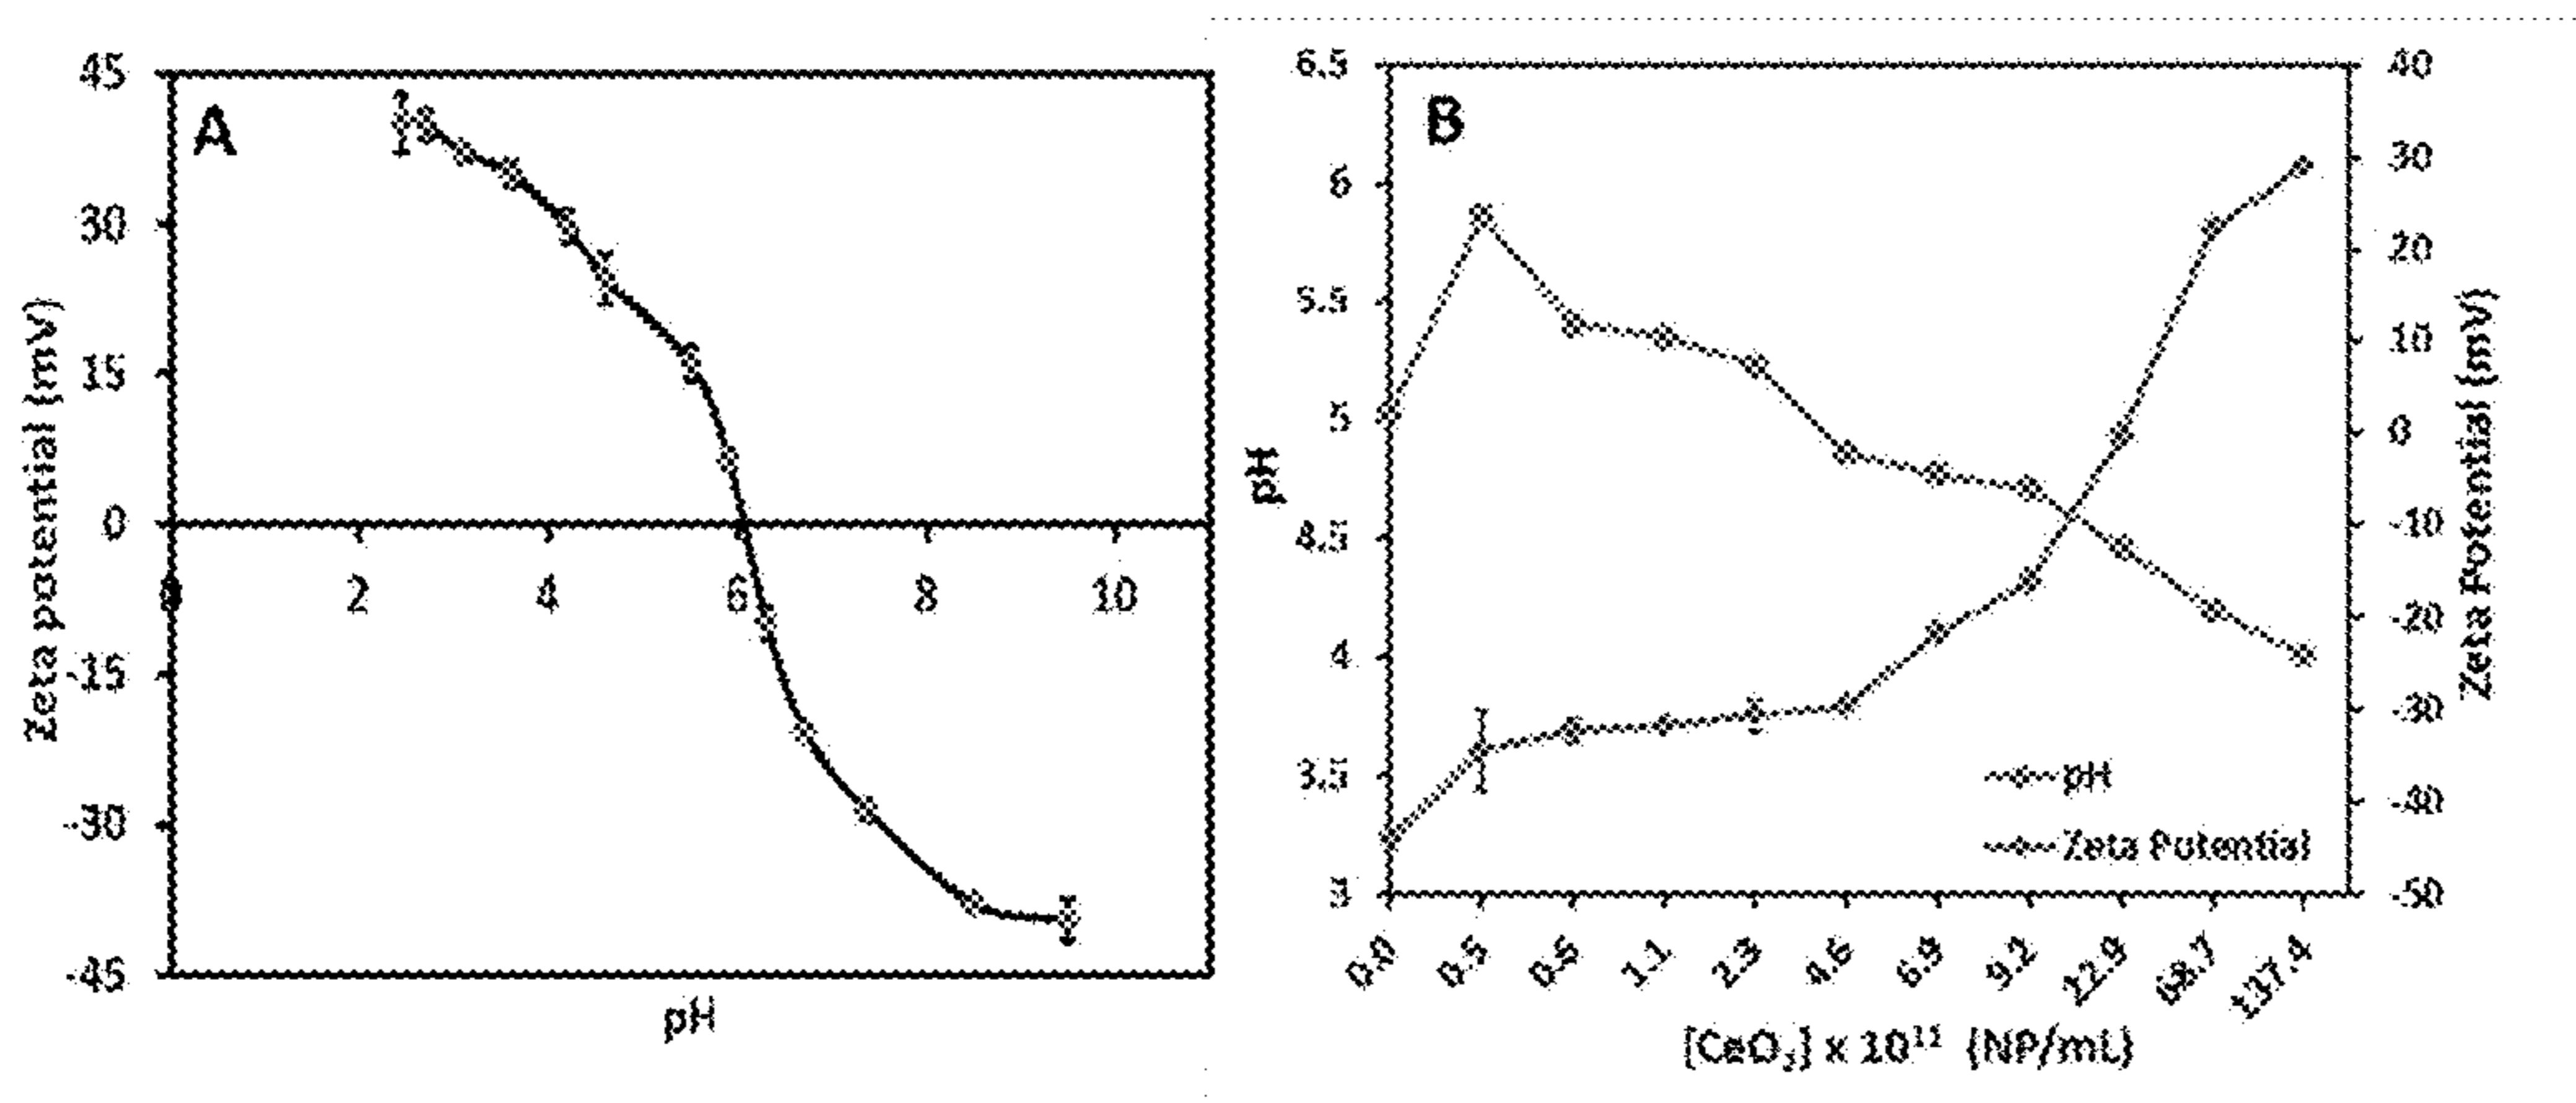 A
45
30
15
0
-15
-30
-45
0 2 4 6 8 10
Zeta potential (mV)
pH
B
6.5
6
5.5
5
4.5
4
3.5
3
pH
40
30
20
10
0
-10
-20
-30
-40
-50
Zeta Potential (mV)
pH
Zeta Potential
0.0 0.5 0.6 1.1 2.3 4.6 6.9 9.2 22.9 68.7 137.4
[CeO₂] x 10¹¹ (NP/mL)